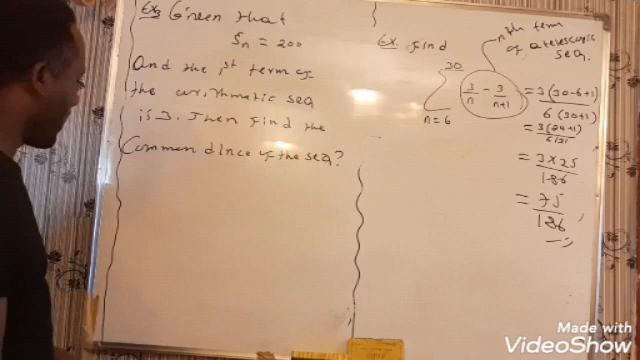 Ex Given that
Sn = 200
And the 1st term of
the arithmetic seq
is 3. Then find the
Common d/nce of the seq?
Ex. find
nth term
of a telescopic
seq.
30
3/n - 3/n+1
n=6
= 3(30-6+1)/6(30+1)
= 3(24+1)/6(31)
= 3×25/186
= 75/186
Made with
VideoShow